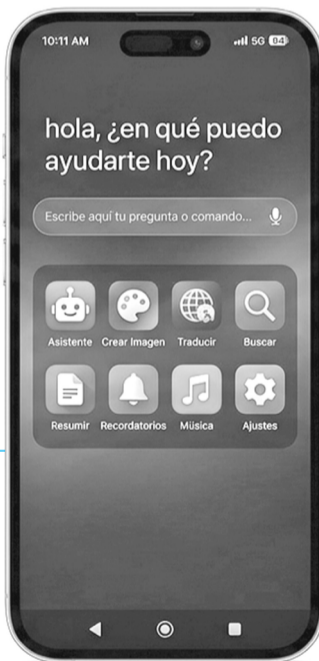 10:11 AM 5G 04
hola, ¿en qué puedo
ayudarte hoy?
Escribe aquí tu pregunta o comando...
Asistente Crear Imagen Traducir Buscar
Resumir Recordatorios Música Ajustes